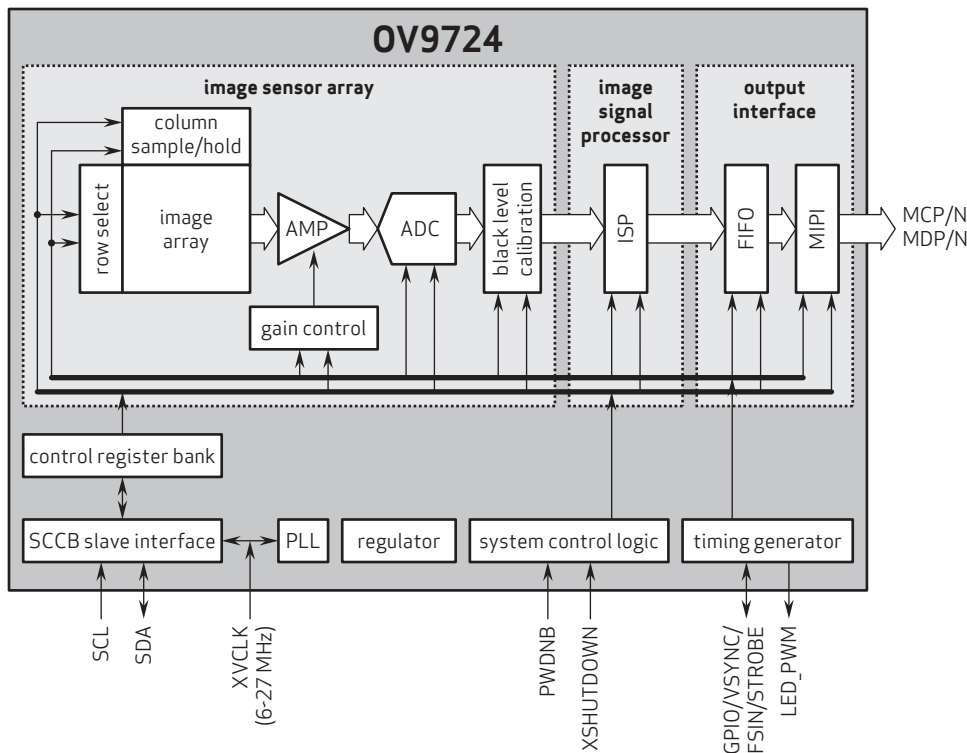 OV9724
image sensor array
image
signal
processor
output
interface
column
sample/hold
row select
image
array
AMP
ADC
black level
calibration
ISP
FIFO
MIPI
MCP/N
MDP/N
gain control
control register bank
SCCB slave interface
PLL
regulator
system control logic
timing generator
SCL
SDA
XVCLK
(6-27 MHz)
PWDNB
XSHUTDOWN
GPIO/VSYNC/
FSIN/STROBE
LED_PWM